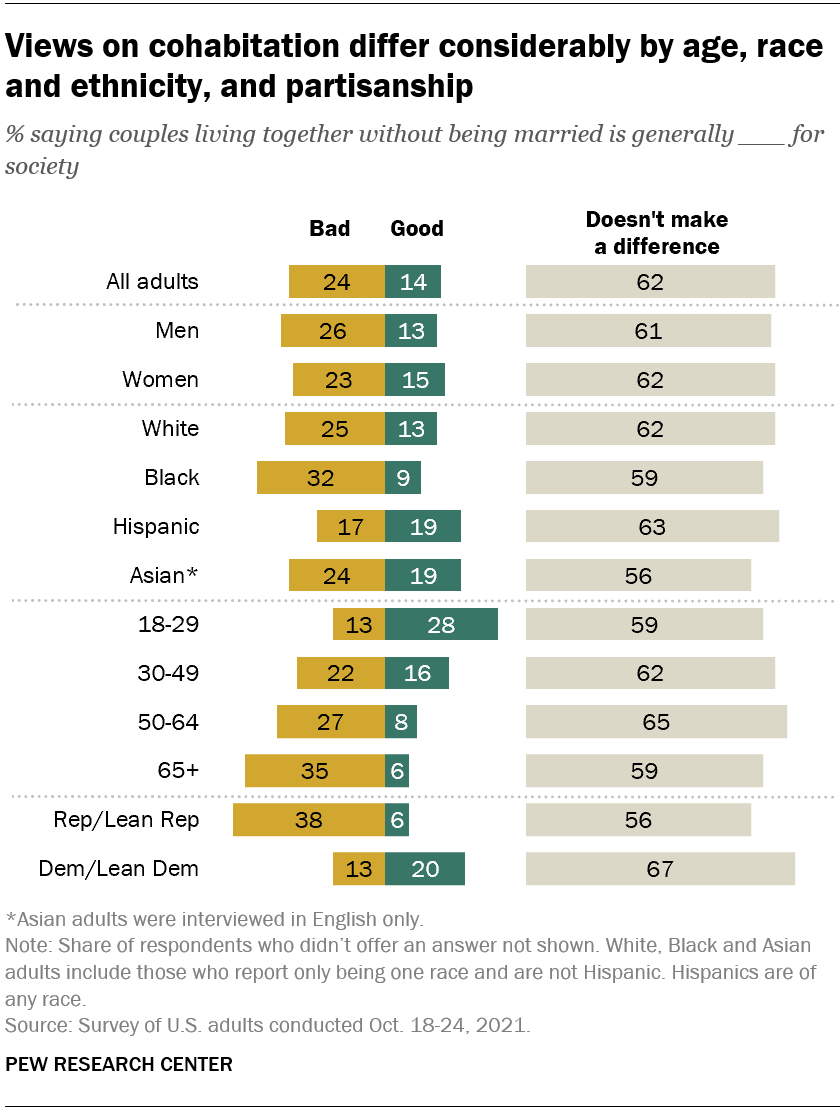 Views on cohabitation differ considerably by age, race
and ethnicity, and partisanship
% saying couples living together without being married is generally ___ for
society
Bad Good Doesn't make
a difference
All adults 24 14 62
Men 26 13 61
Women 23 15 62
White 25 13 62
Black 32 9 59
Hispanic 17 19 63
Asian* 24 19 56
18-29 13 28 59
30-49 22 16 62
50-64 27 8 65
65+ 35 6 59
Rep/Lean Rep 38 6 56
Dem/Lean Dem 13 20 67
*Asian adults were interviewed in English only.
Note: Share of respondents who didn’t offer an answer not shown. White, Black and Asian
adults include those who report only being one race and are not Hispanic. Hispanics are of
any race.
Source: Survey of U.S. adults conducted Oct. 18-24, 2021.
PEW RESEARCH CENTER